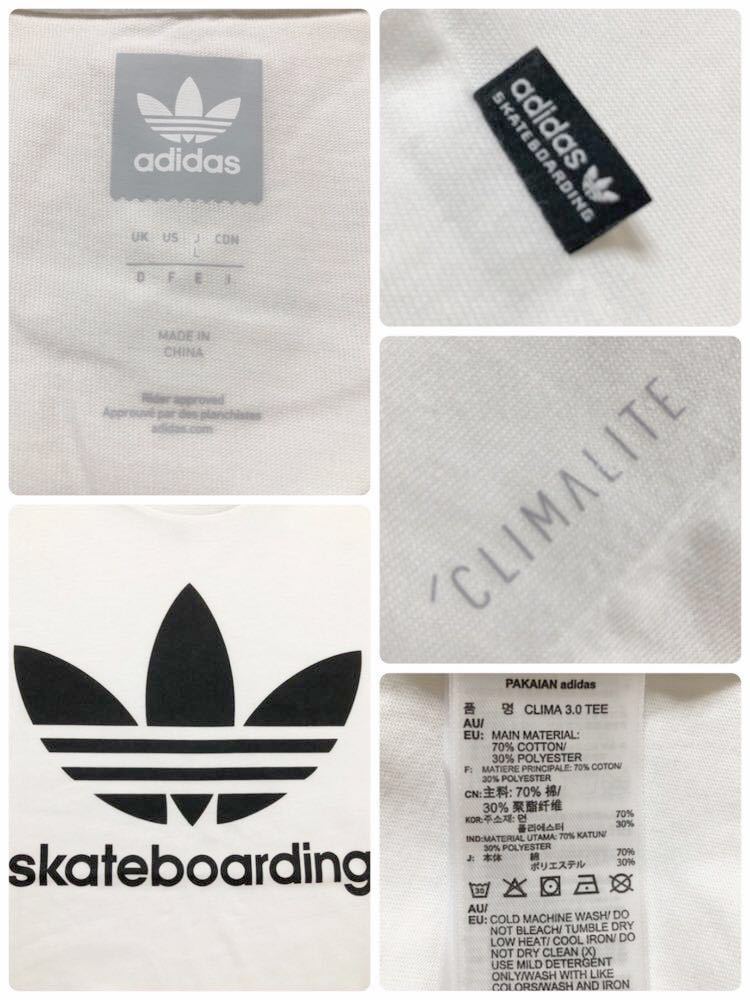 adidas
UK US J CDN
L
D F E I
MADE IN
CHINA
Rider approved
Approuvé par des planchistes
adidas.com
adidas
SKATEBOARDING
´CLIMALITE
skateboarding
PAKAIAN adidas
품 명 CLIMA 3.0 TEE
AU/
EU: MAIN MATERIAL:
70% COTTON/
30% POLYESTER
F: MATIERE PRINCIPALE: 70% COTON/
30% POLYESTER
CN: 主料: 70% 棉/
30% 聚酯纤维
KOR: 주소재: 면 70%
폴리에스터 30%
IND: MATERIAL UTAMA: 70% KATUN/
30% POLYESTER
J: 本体 綿 70%
ポリエステル 30%
30
AU/
EU: COLD MACHINE WASH/ DO
NOT BLEACH/ TUMBLE DRY
LOW HEAT/ COOL IRON/ DO
NOT DRY CLEAN (X)
USE MILD DETERGENT
ONLY/WASH WITH LIKE
COLORS/WASH AND IRON